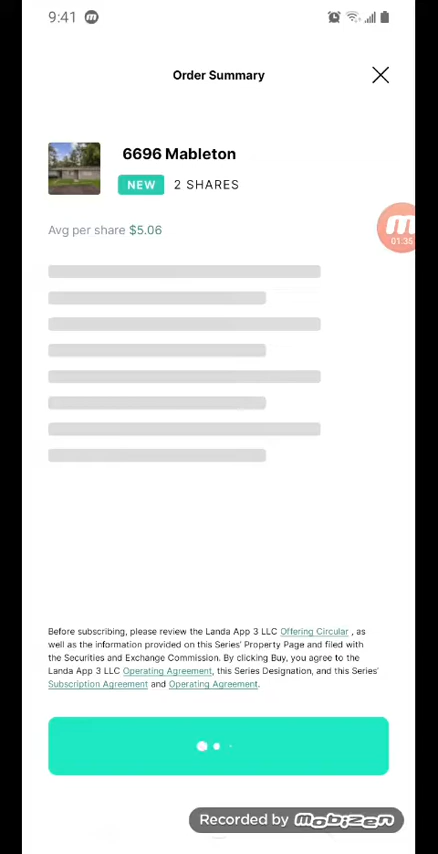 9:41
Order Summary
6696 Mableton
NEW 2 SHARES
Avg per share $5.06
01:35
Before subscribing, please review the Landa App 3 LLC Offering Circular , as
well as the information provided on this Series' Property Page and filed with
the Securities and Exchange Commission. By clicking Buy, you agree to the
Landa App 3 LLC Operating Agreement, this Series Designation, and this Series'
Subscription Agreement and Operating Agreement.
Recorded by mobizen